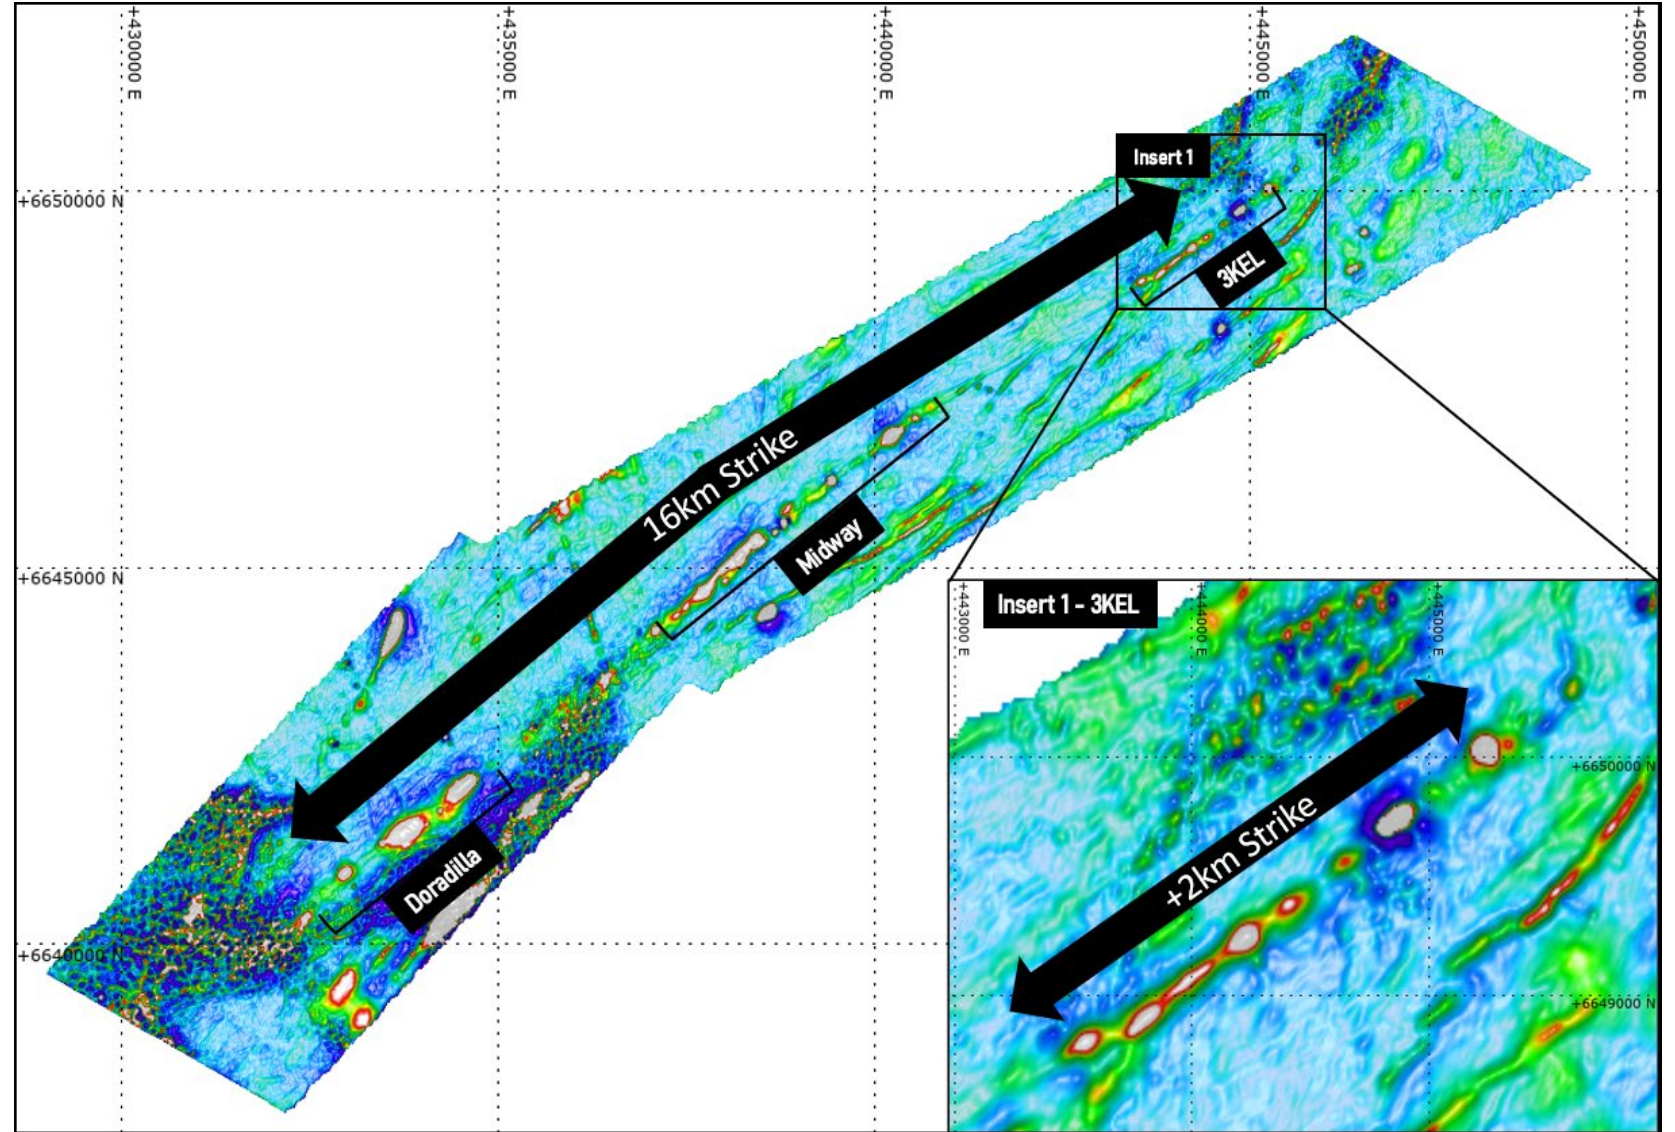 +430000 E
+435000 E
+440000 E
+445000 E
+450000 E
Insert 1
+6650000 N
3KEL
16km Strike
Midway
+6645000 N
Insert 1 - 3KEL
+443000 E
+444000 E
+445000 E
+6650000 N
+2km Strike
Doradilla
+6640000 N
+6649000 N